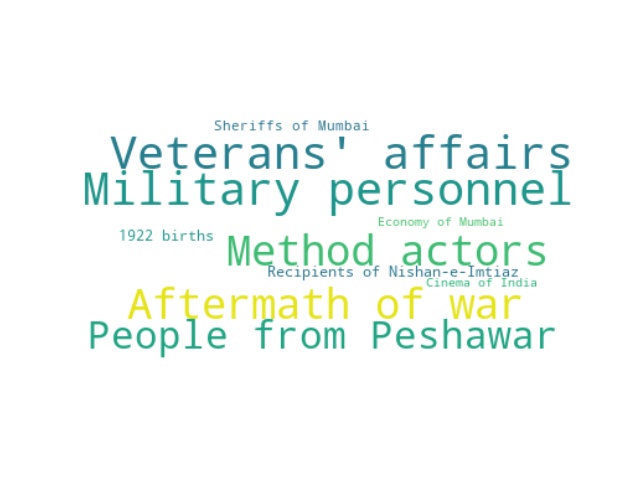 Sheriffs of Mumbai
Veterans' affairs
Military personnel
Economy of Mumbai
1922 births
Method actors
Recipients of Nishan-e-Imtiaz
Cinema of India
Aftermath of war
People from Peshawar